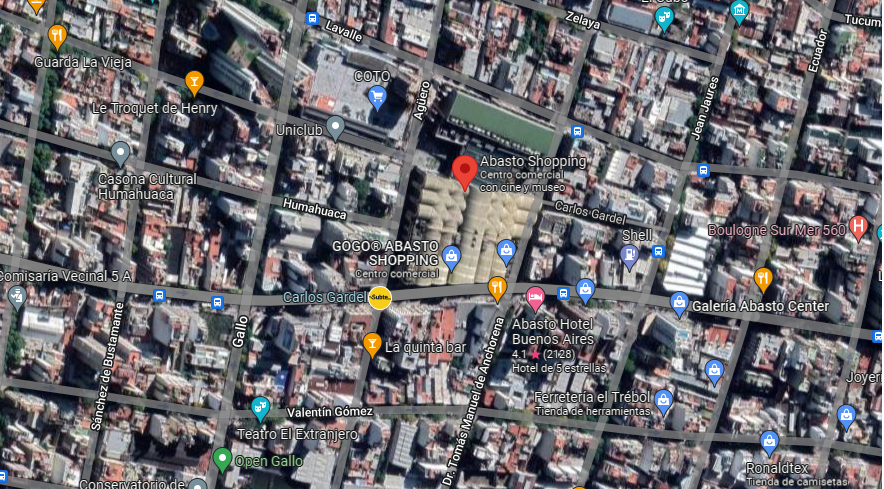 El Cubo
Zelaya
Tucum
Lavalle
Ecuador
Guarda La Vieja
COTO
Agüero
Jean Jaures
Le Troquet de Henry
Uniclub
Abasto Shopping
Centro comercial
con cine y museo
Casona Cultural
Humahuaca
Humahuaca
Carlos Gardel
Shell
Boulogne Sur Mer 560
H
GOGO® ABASTO
SHOPPING
Centro comercial
Comisaría Vecinal 5 A
Carlos Gardel
Subte
Galería Abasto Center
Sánchez de Bustamante
Gallo
La quinta bar
Dr. Tomás Manuel de Anchorena
Abasto Hotel
Buenos Aires
4.1 ★ (2128)
Hotel de 5 estrellas
Joyer
Ferretería el Trébol
Tienda de herramientas
Valentín Gómez
Teatro El Extranjero
Open Gallo
Ronaldtex
Tienda de camisetas
Conservatorio de